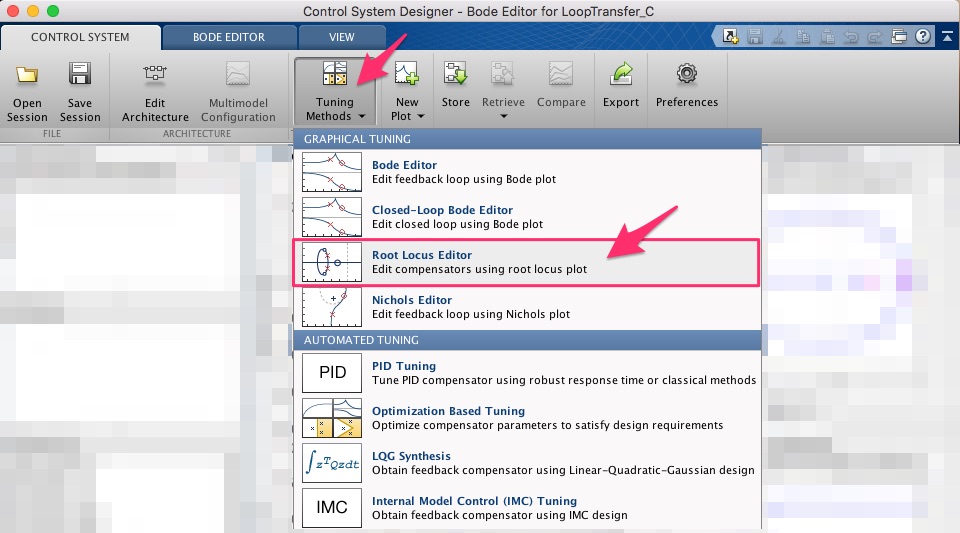 Control System Designer - Bode Editor for LoopTransfer_C
CONTROL SYSTEM
BODE EDITOR
VIEW
?
Open
Session
Save
Session
Edit
Architecture
Multimodel
Configuration
Tuning
Methods
New
Plot
Store
Retrieve
Compare
Export
Preferences
FILE
ARCHITECTURE
GRAPHICAL TUNING
Bode Editor
Edit feedback loop using Bode plot
Closed-Loop Bode Editor
Edit closed loop using Bode plot
Root Locus Editor
Edit compensators using root locus plot
Nichols Editor
Edit feedback loop using Nichols plot
AUTOMATED TUNING
PID
PID Tuning
Tune PID compensator using robust response time or classical methods
Optimization Based Tuning
Optimize compensator parameters to satisfy design requirements
∫zᵀQzdt
LQG Synthesis
Obtain feedback compensator using Linear-Quadratic-Gaussian design
IMC
Internal Model Control (IMC) Tuning
Obtain feedback compensator using IMC design